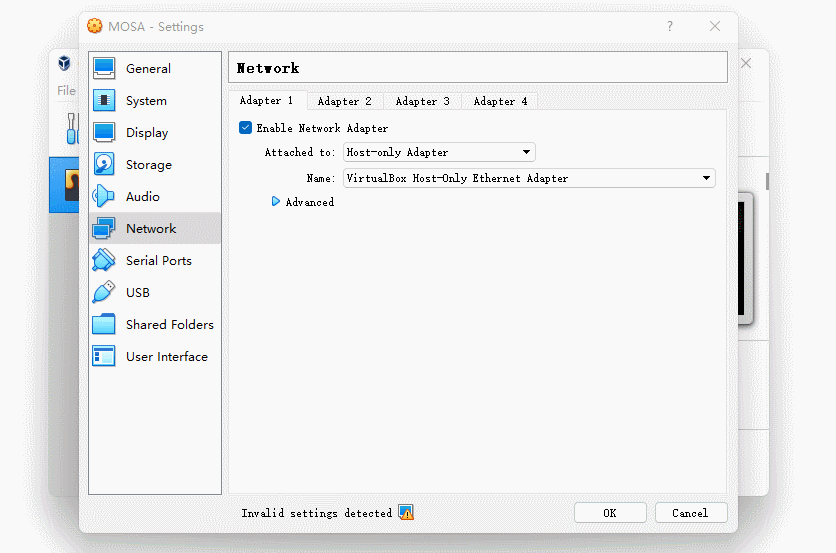 MOSA - Settings
?
File
General
System
Display
Storage
Audio
Network
Serial Ports
USB
Shared Folders
User Interface
Network
Adapter 1 Adapter 2 Adapter 3 Adapter 4
Enable Network Adapter
Attached to: Host-only Adapter
Name: VirtualBox Host-Only Ethernet Adapter
Advanced
Invalid settings detected
OK Cancel